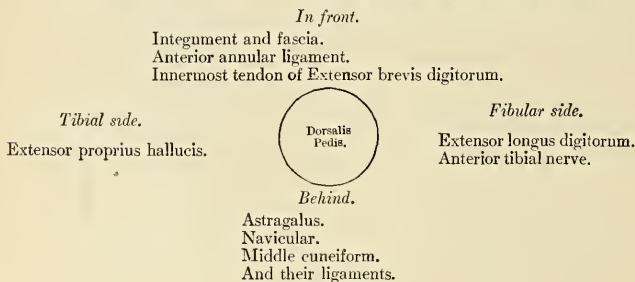 In front.
Integument and fascia.
Anterior annular ligament.
Innermost tendon of Extensor brevis digitorum.
Tibial side.
Extensor proprius hallucis.
Dorsalis
Pedis.
Fibular side.
Extensor longus digitorum.
Anterior tibial nerve.
Behind.
Astragalus.
Navicular.
Middle cuneiform.
And their ligaments.